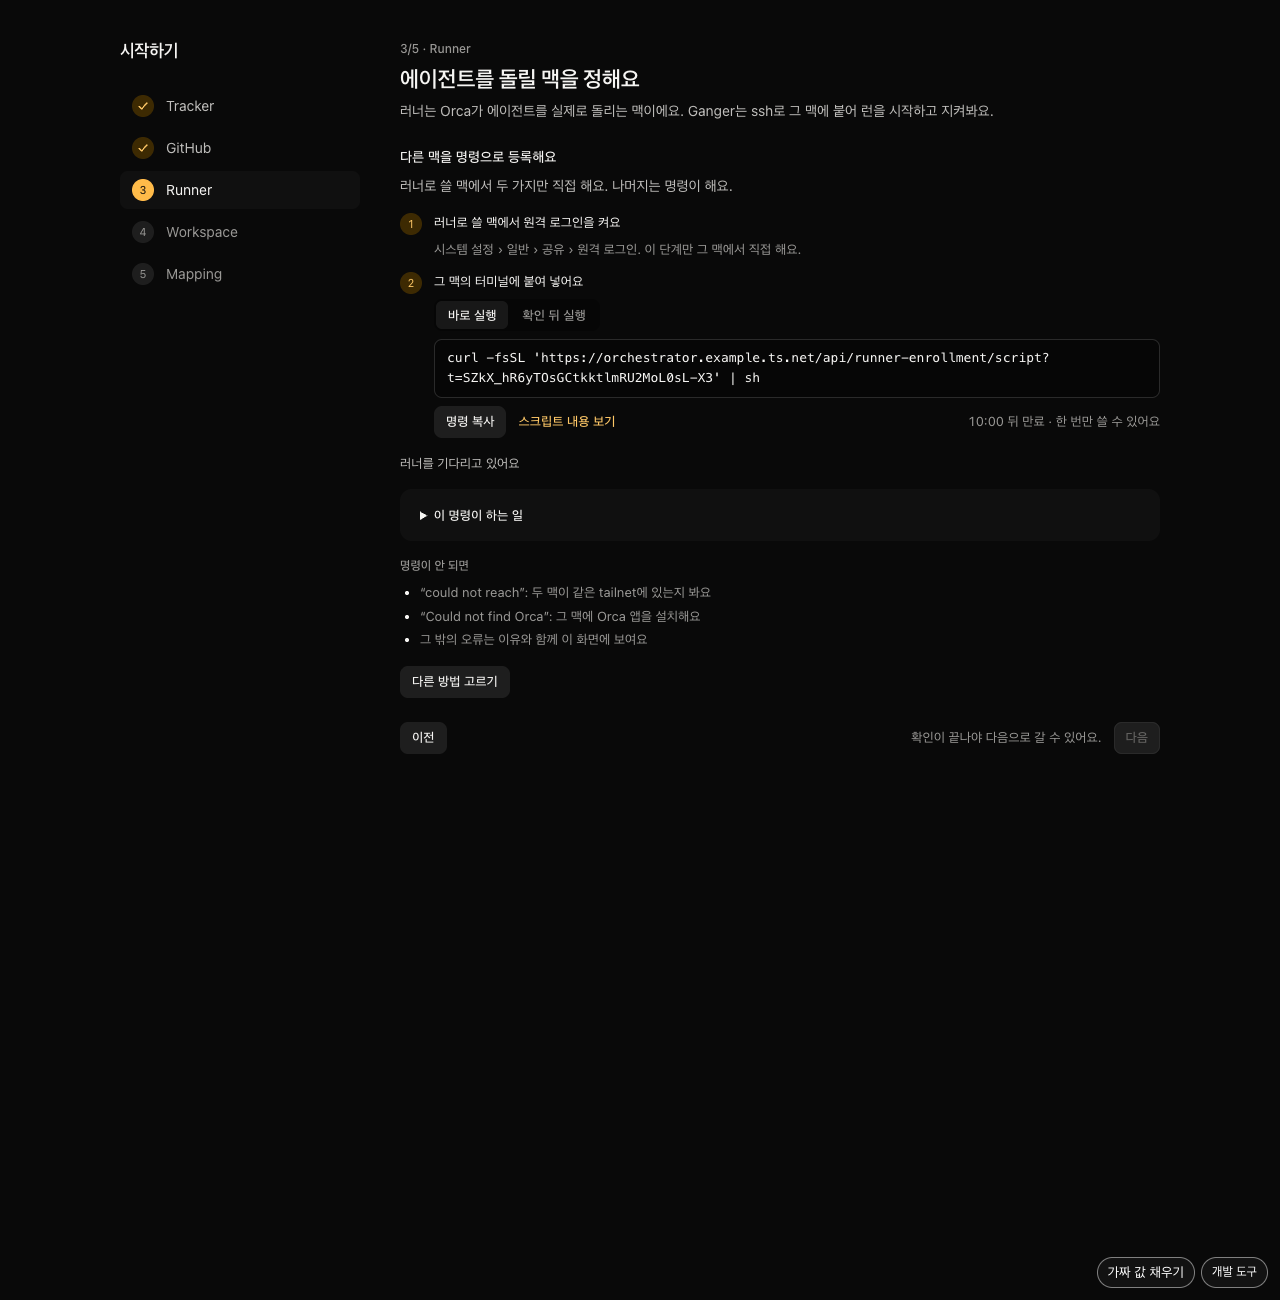 시작하기
Tracker
GitHub
3 Runner
4 Workspace
5 Mapping
3/5 · Runner
에이전트를 돌릴 맥을 정해요
러너는 Orca가 에이전트를 실제로 돌리는 맥이에요. Ganger는 ssh로 그 맥에 붙어 런을 시작하고 지켜봐요.
다른 맥을 명령으로 등록해요
러너로 쓸 맥에서 두 가지만 직접 해요. 나머지는 명령이 해요.
1 러너로 쓸 맥에서 원격 로그인을 켜요
시스템 설정 › 일반 › 공유 › 원격 로그인. 이 단계만 그 맥에서 직접 해요.
2 그 맥의 터미널에 붙여 넣어요
바로 실행 확인 뒤 실행
curl -fsSL 'https://orchestrator.example.ts.net/api/runner-enrollment/script?
t=SZkX_hR6yTOsGCtkktlmRU2MoL0sL-X3' | sh
명령 복사 스크립트 내용 보기 10:00 뒤 만료 · 한 번만 쓸 수 있어요
러너를 기다리고 있어요
▶ 이 명령이 하는 일
명령이 안 되면
• “could not reach”: 두 맥이 같은 tailnet에 있는지 봐요
• “Could not find Orca”: 그 맥에 Orca 앱을 설치해요
• 그 밖의 오류는 이유와 함께 이 화면에 보여요
다른 방법 고르기
이전 확인이 끝나야 다음으로 갈 수 있어요. 다음
가짜 값 채우기 개발 도구